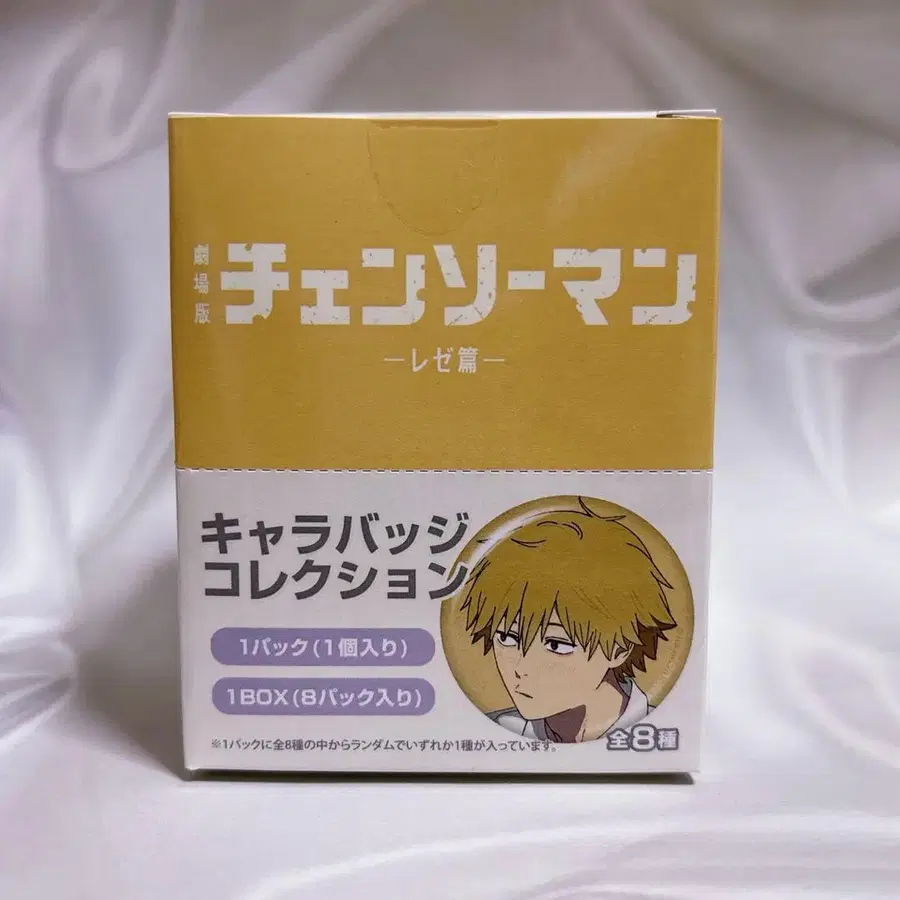 劇場版
チェンソーマン
―レゼ篇―
キャラバッジ
コレクション
1パック(1個入り)
1BOX(8パック入り)
全8種
※1パックに全8種の中からランダムでいずれか1種が入っています。